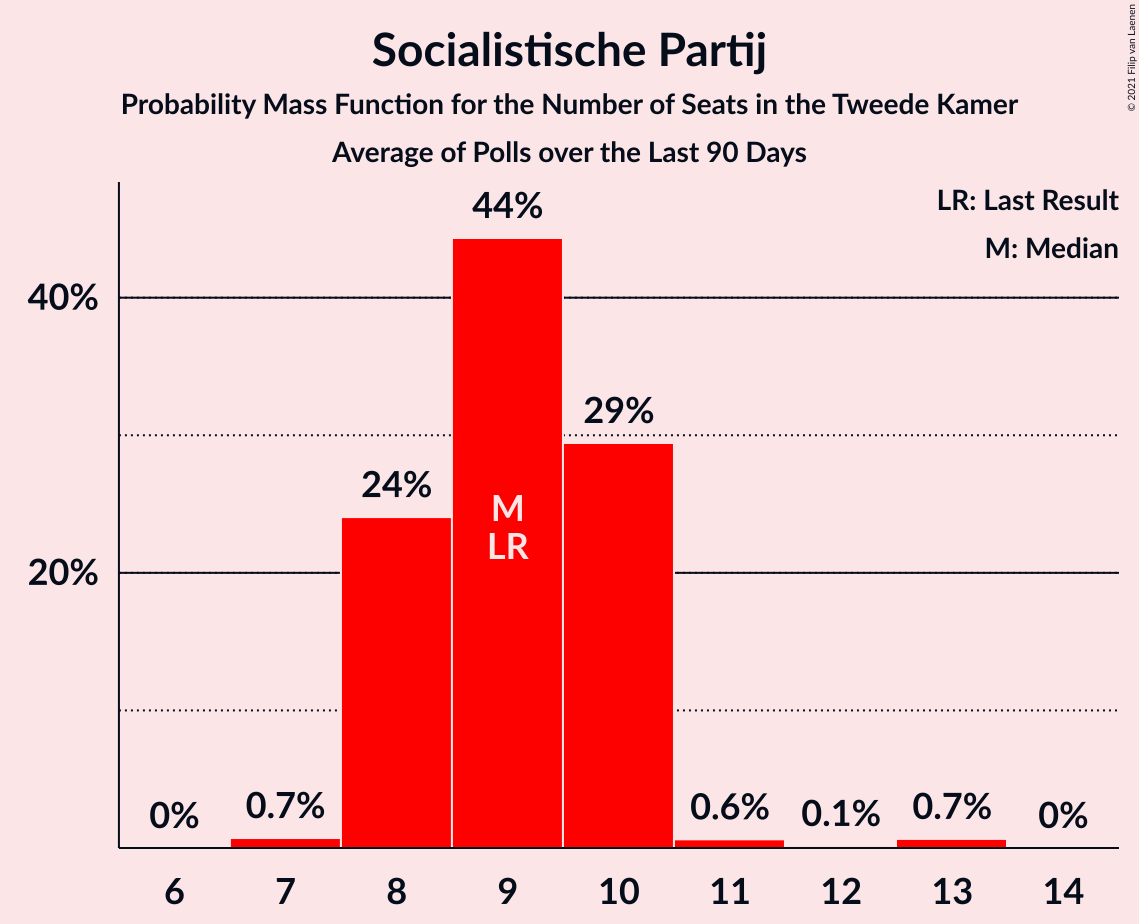 Socialistische Partij
Probability Mass Function for the Number of Seats in the Tweede Kamer
Average of Polls over the Last 90 Days
© 2021 Filip van Laenen
LR: Last Result
M: Median
44%
40%
29%
24%
M
LR
20%
0%
0.7%
0.6%
0.1%
0.7%
0%
6 7 8 9 10 11 12 13 14